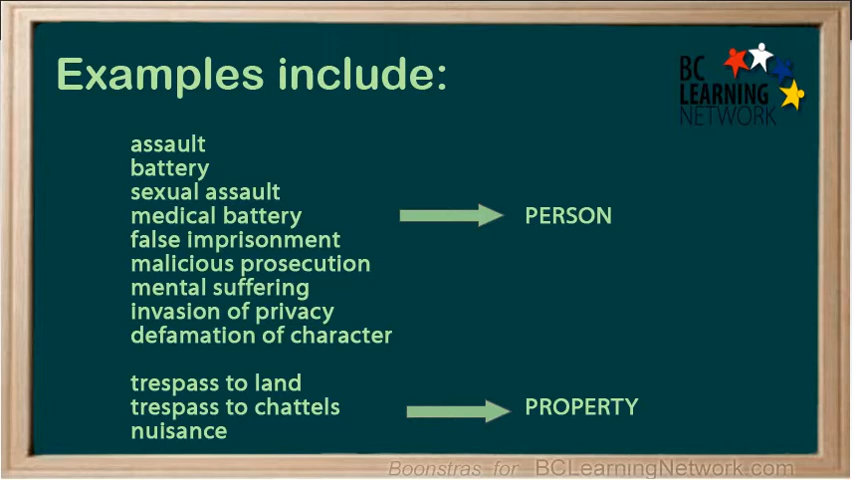 Examples include:
BC
LEARNING
NETWORK
assault
battery
sexual assault
medical battery
false imprisonment
malicious prosecution
mental suffering
invasion of privacy
defamation of character
PERSON
trespass to land
trespass to chattels
nuisance
PROPERTY
Boonstras for BCLearningNetwork.com